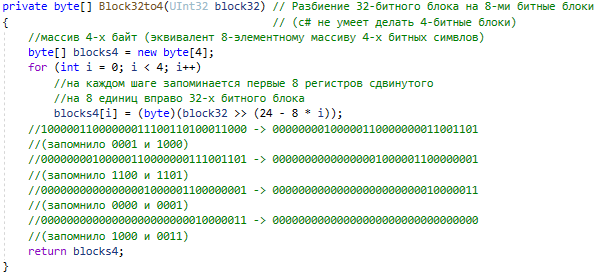 private byte[] Block32to4(UInt32 block32) // Разбиение 32-битного блока на 8-ми битные блоки
{ // (c# не умеет делать 4-битные блоки)
//массив 4-х байт (эквивалент 8-элементному массиву 4-х битных симвлов)
byte[] blocks4 = new byte[4];
for (int i = 0; i < 4; i++)
//на каждом шаге запоминается первые 8 регистров сдвинутого
//на 8 единиц вправо 32-х битного блока
blocks4[i] = (byte)(block32 >> (24 - 8 * i));
//10000011000000011100110100011000 -> 00000000100000110000000011001101
//(запомнило 0001 и 1000)
//00000000100000110000000111001101 -> 00000000000000001000001100000001
//(запомнило 1100 и 1101)
//00000000000000001000001100000001 -> 00000000000000000000000010000011
//(запомнило 0000 и 0001)
//00000000000000000000000010000011 -> 00000000000000000000000000000000
//(запомнило 1000 и 0011)
return blocks4;
}